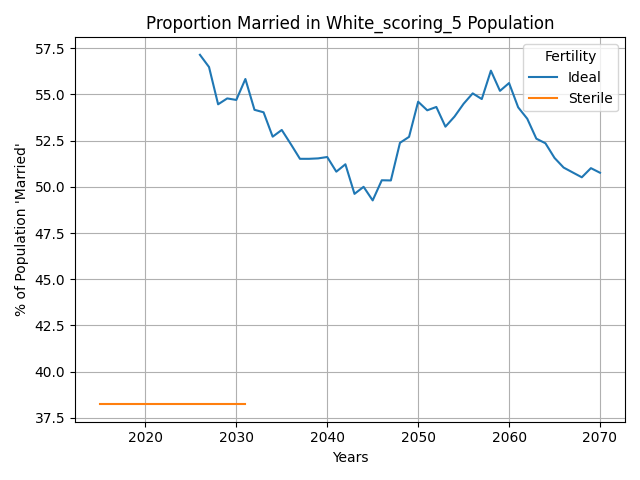 Proportion Married in White_scoring_5 Population
Fertility
Ideal
Sterile
% of Population 'Married'
57.5
55.0
52.5
50.0
47.5
45.0
42.5
40.0
37.5
2020 2030 2040 2050 2060 2070
Years